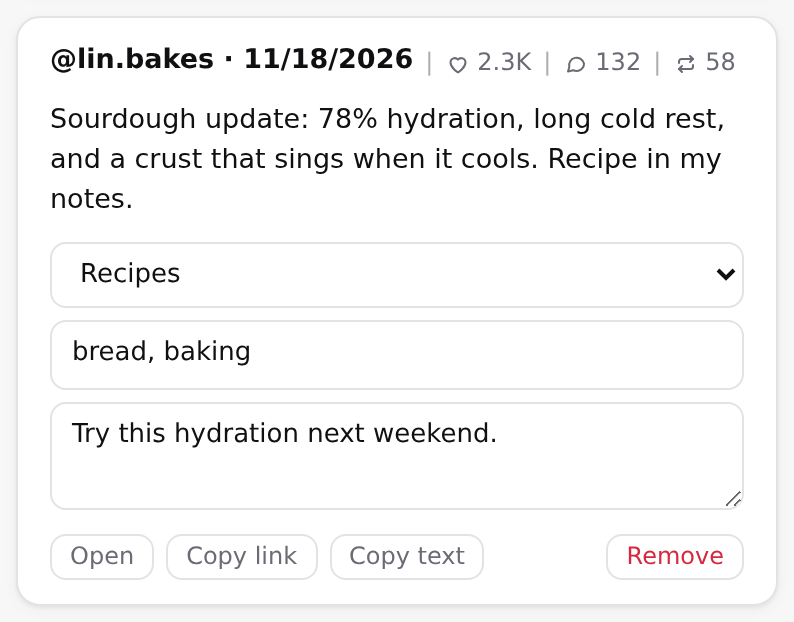 @lin.bakes · 11/18/2026 | 2.3K | 132 | 58
Sourdough update: 78% hydration, long cold rest,
and a crust that sings when it cools. Recipe in my
notes.
Recipes
bread, baking
Try this hydration next weekend.
Open Copy link Copy text Remove